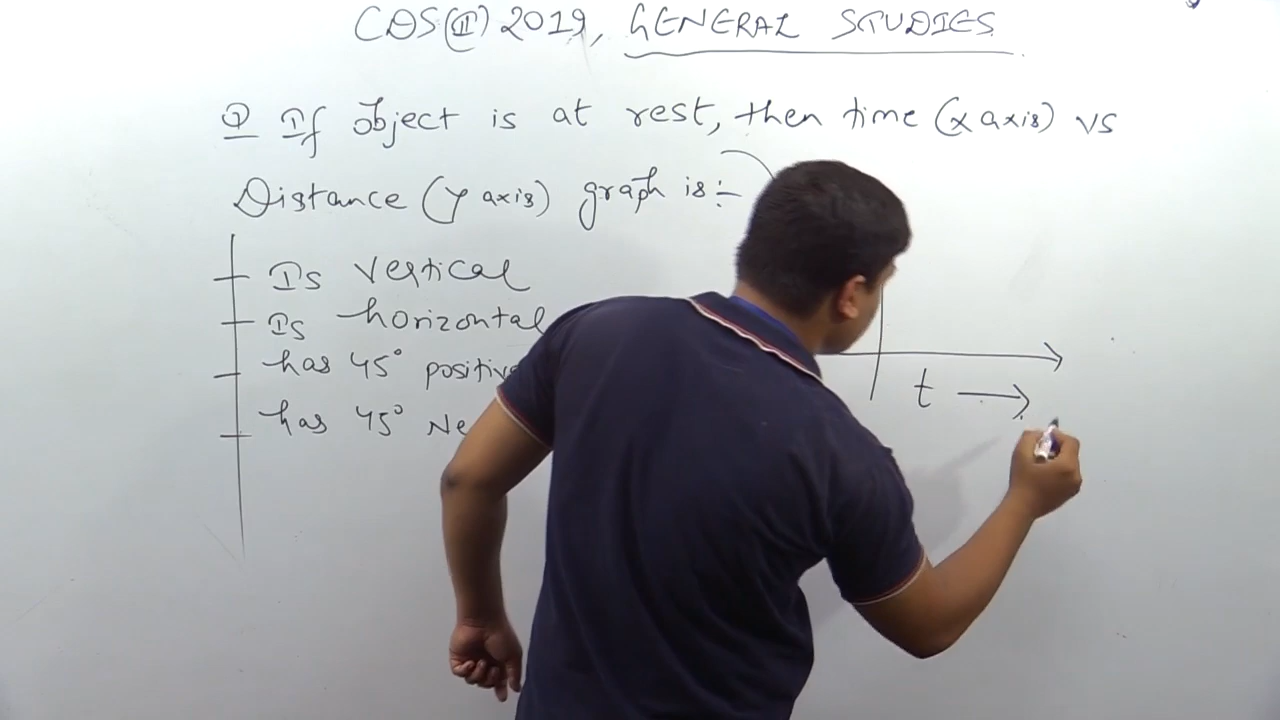 CDS(II) 2019, GENERAL STUDIES
Q If object is at rest, then time (x axis) vs
Distance (y axis) graph is:-
Is vertical
Is horizontal
has 45° positive
has 45° Ne
t